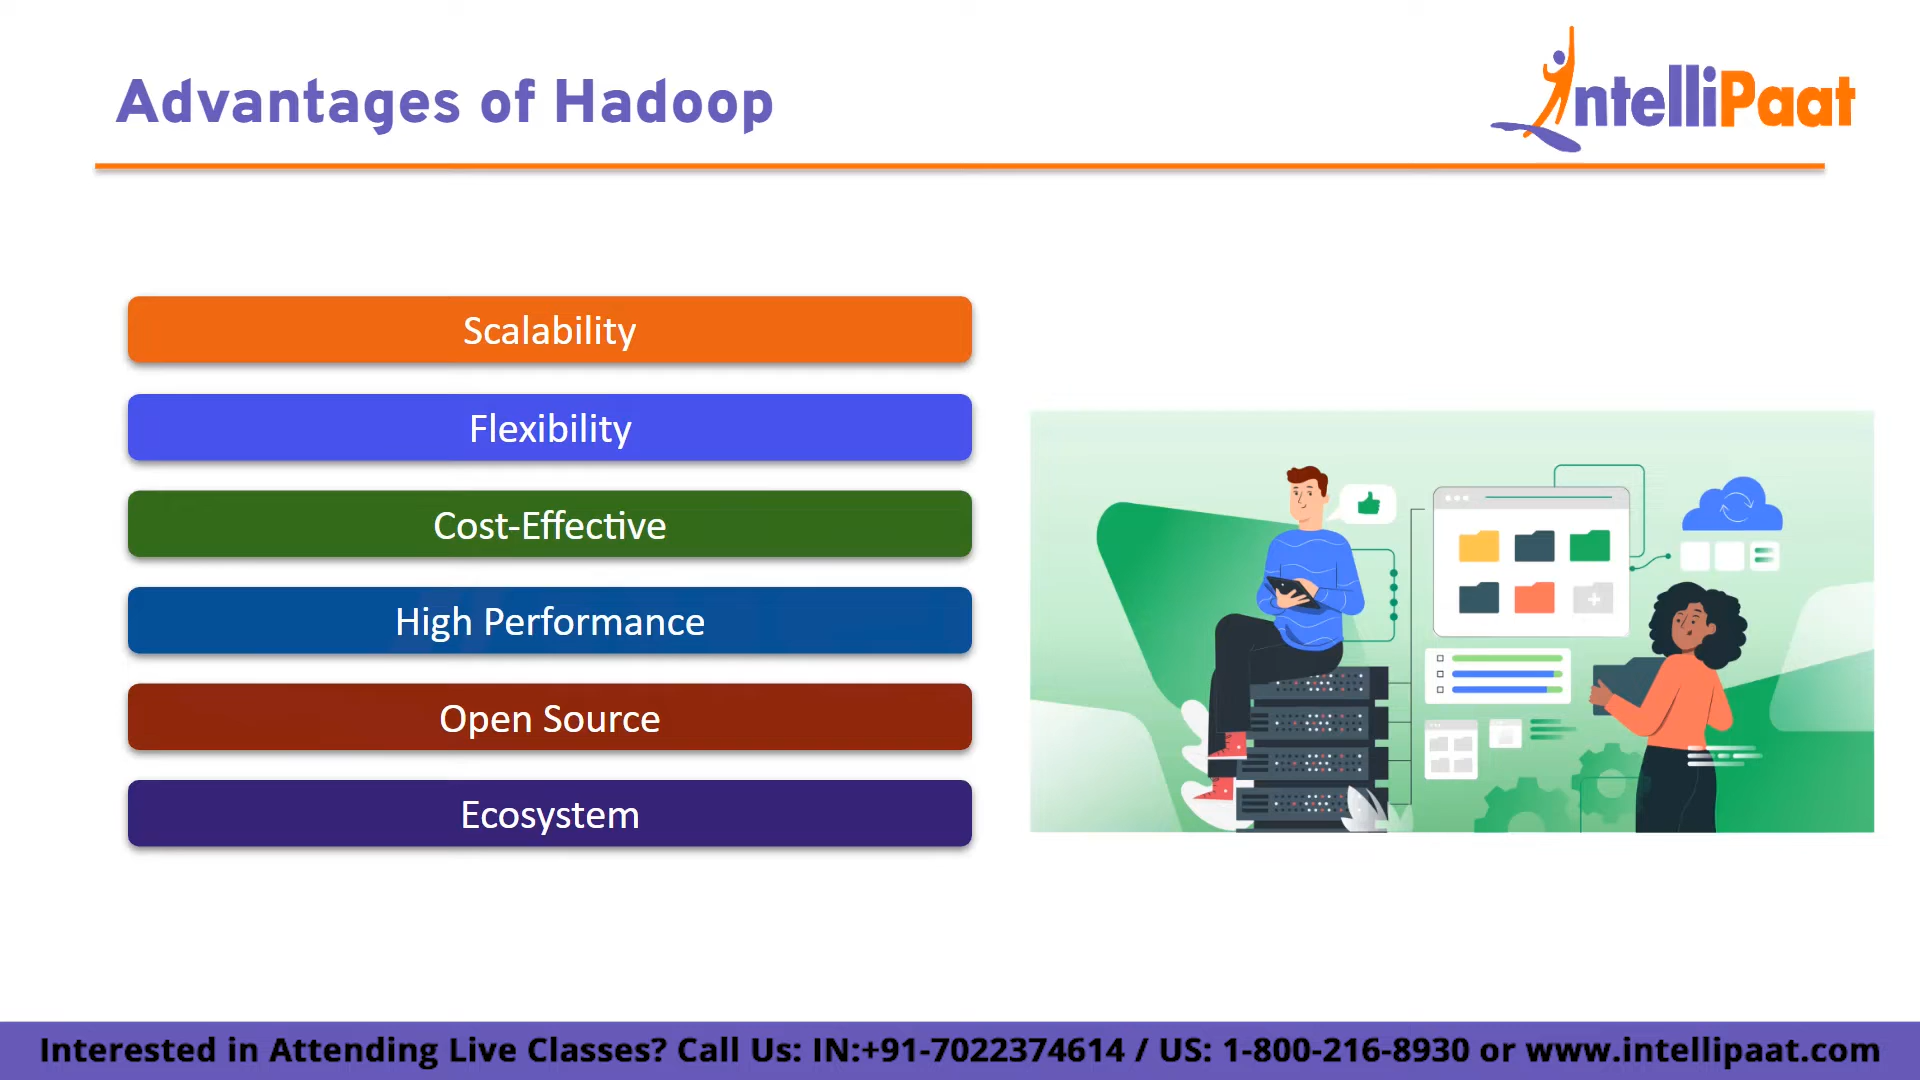 Advantages of Hadoop
IntelliPaat
Scalability
Flexibility
Cost-Effective
High Performance
Open Source
Ecosystem
Interested in Attending Live Classes? Call Us: IN:+91-7022374614 / US: 1-800-216-8930 or www.intellipaat.com